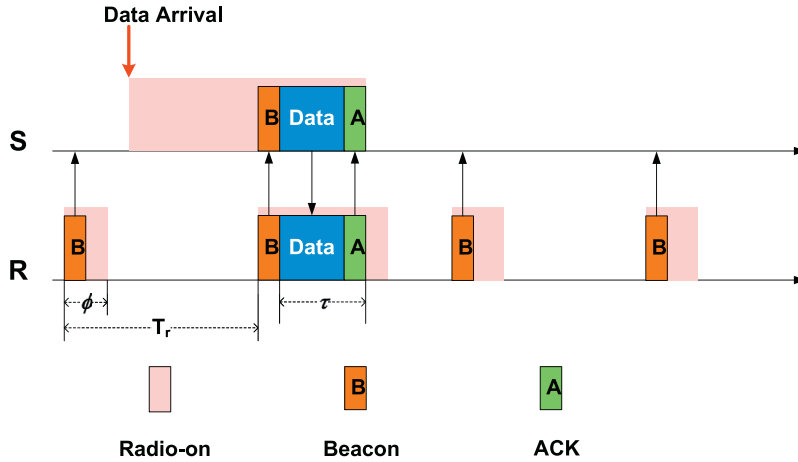 Data Arrival
S
B Data A
R
B B Data A B B
ϕ τ
Tr
B A
Radio-on Beacon ACK